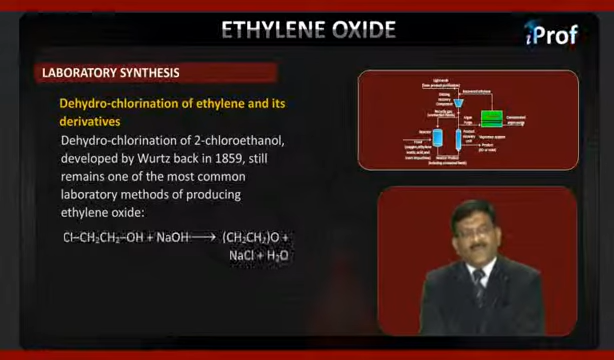 ETHYLENE OXIDE
iProf
LABORATORY SYNTHESIS
Dehydro-chlorination of ethylene and its
derivatives
Dehydro-chlorination of 2-chloroethanol,
developed by Wurtz back in 1859, still
remains one of the most common
laboratory methods of producing
ethylene oxide:
Cl–CH₂CH₂–OH + NaOH ⟶ (CH₂CH₂)O +
NaCl + H₂O
Reactor
Product